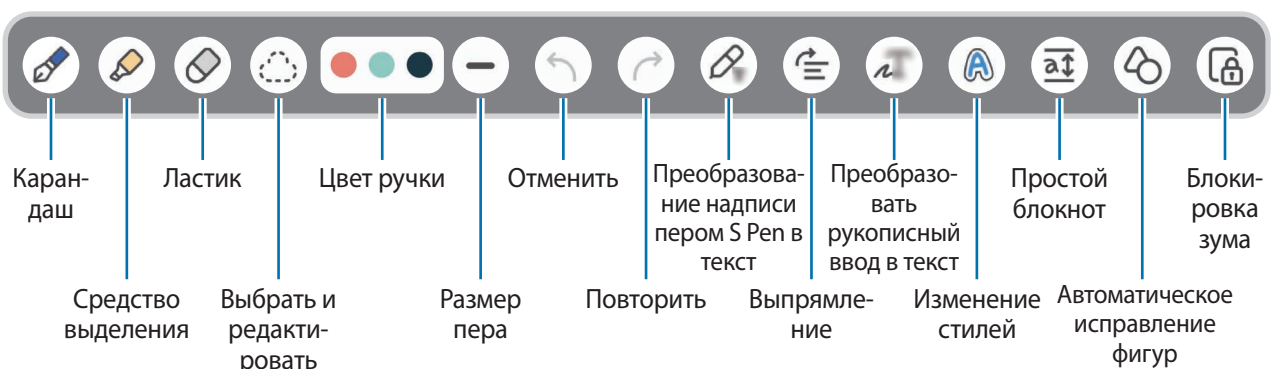 Каран-
даш
Ластик
Цвет ручки
Отменить
Преобразова-
ние надписи
пером S Pen в
текст
Преобразо-
вать
рукописный
ввод в текст
Простой
блокнот
Блоки-
ровка
зума
Средство
выделения
Выбрать и
редакти-
ровать
Размер
пера
Повторить
Выпрямле-
ние
Изменение
стилей
Автоматическое
исправление
фигур